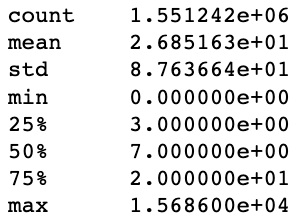 count 1.551242e+06
mean 2.685163e+01
std 8.763664e+01
min 0.000000e+00
25% 3.000000e+00
50% 7.000000e+00
75% 2.000000e+01
max 1.568600e+04